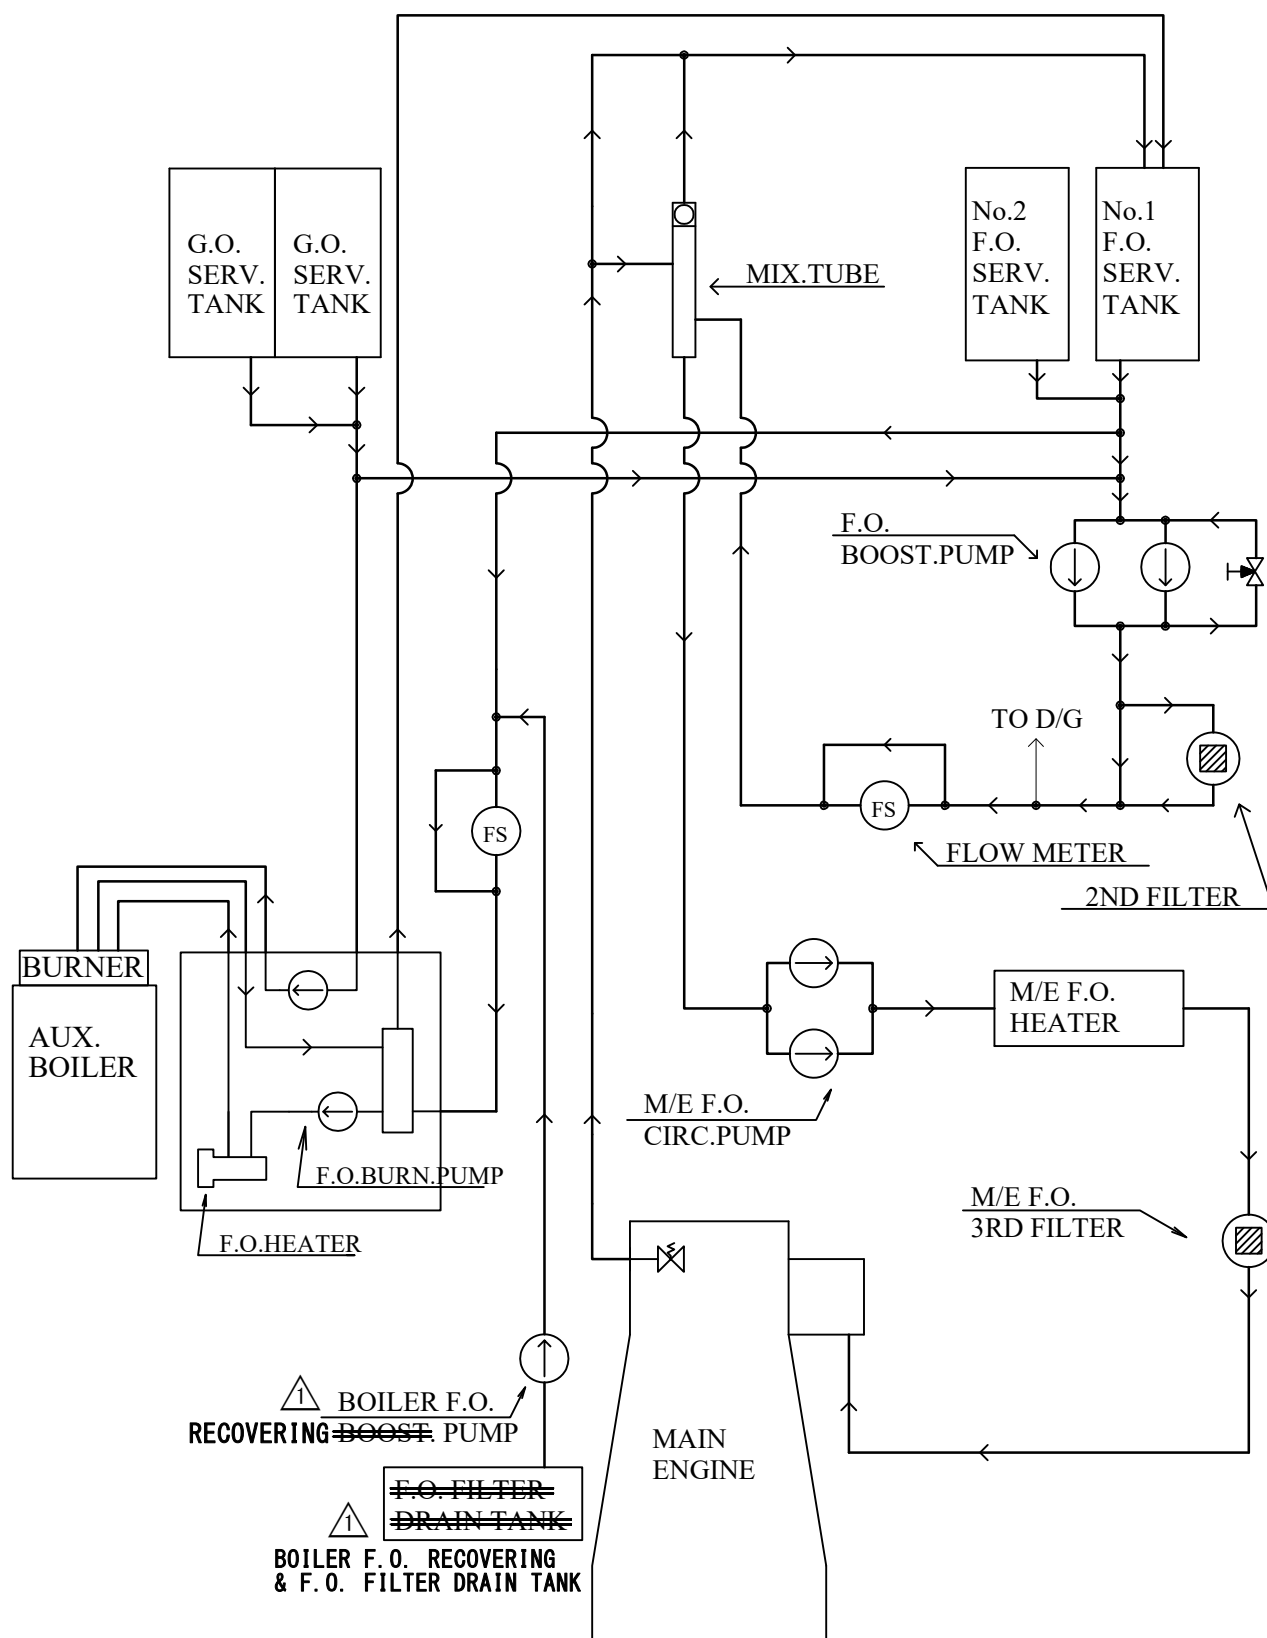 G.O.
SERV.
TANK
G.O.
SERV.
TANK
MIX.TUBE
No.2
F.O.
SERV.
TANK
No.1
F.O.
SERV.
TANK
F.O.
BOOST.PUMP
TO D/G
FS
FS
FLOW METER
2ND FILTER
BURNER
AUX.
BOILER
M/E F.O.
HEATER
M/E F.O.
CIRC.PUMP
F.O.BURN.PUMP
F.O.HEATER
M/E F.O.
3RD FILTER
1
BOILER F.O.
RECOVERING BOOST. PUMP
MAIN
ENGINE
F.O. FILTER
DRAIN TANK
1
BOILER F.O. RECOVERING
& F.O. FILTER DRAIN TANK